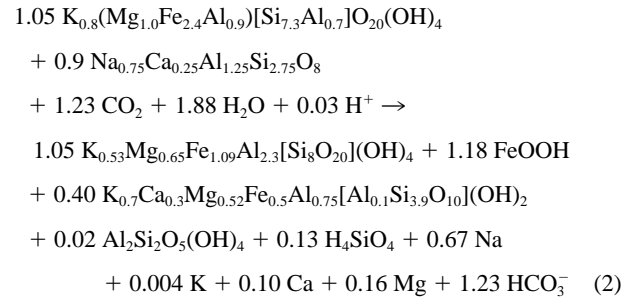 1.05 K₀.₈(Mg₁.₀Fe₂.₄Al₀.₉)[Si₇.₃Al₀.₇]O₂₀(OH)₄
+ 0.9 Na₀.₇₅Ca₀.₂₅Al₁.₂₅Si₂.₇₅O₈
+ 1.23 CO₂ + 1.88 H₂O + 0.03 H⁺ →
1.05 K₀.₅₃Mg₀.₆₅Fe₁.₀₉Al₂.₃[Si₈O₂₀](OH)₄ + 1.18 FeOOH
+ 0.40 K₀.₇Ca₀.₃Mg₀.₅₂Fe₀.₅Al₀.₇₅[Al₀.₁Si₃.₉O₁₀](OH)₂
+ 0.02 Al₂Si₂O₅(OH)₄ + 0.13 H₄SiO₄ + 0.67 Na
+ 0.004 K + 0.10 Ca + 0.16 Mg + 1.23 HCO₃⁻ (2)